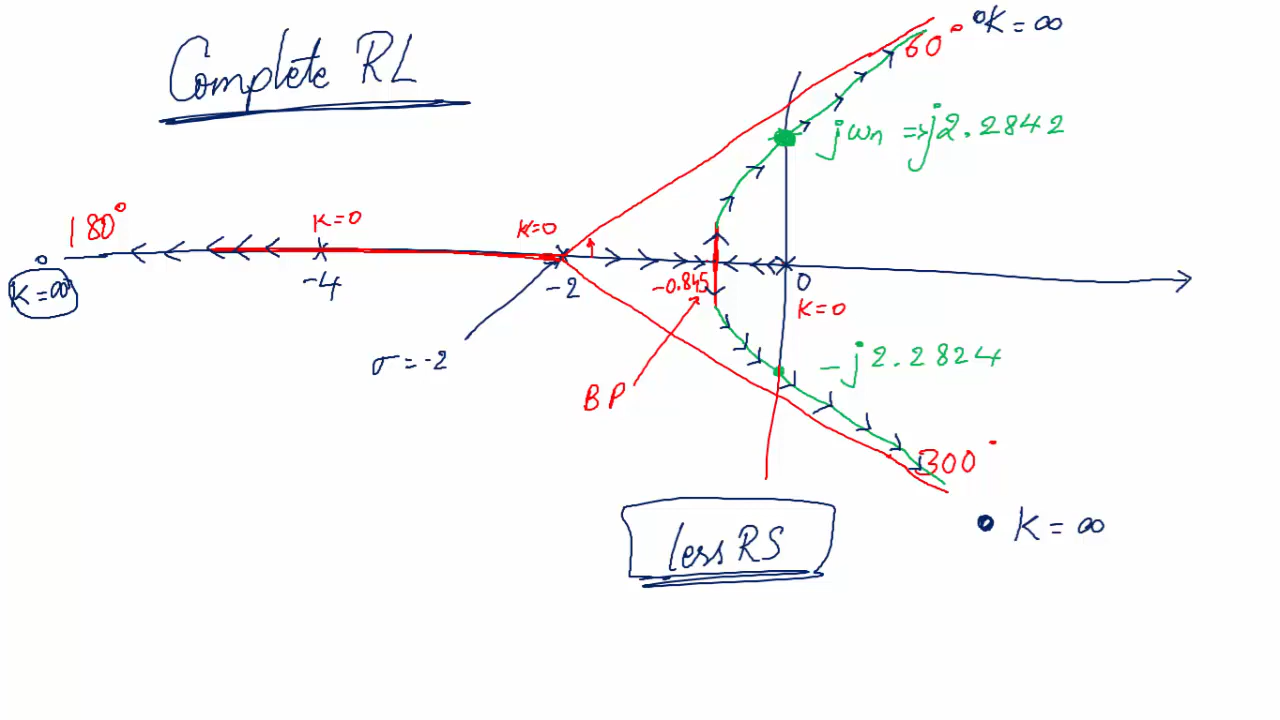 Complete RL
60° K = ∞
jωn ⇒ j2.2842
180°
K=0
K=0
K=∞
-4
-2
-0.845
0
K=0
σ = -2
-j2.2824
BP
300°
less RS
K = ∞